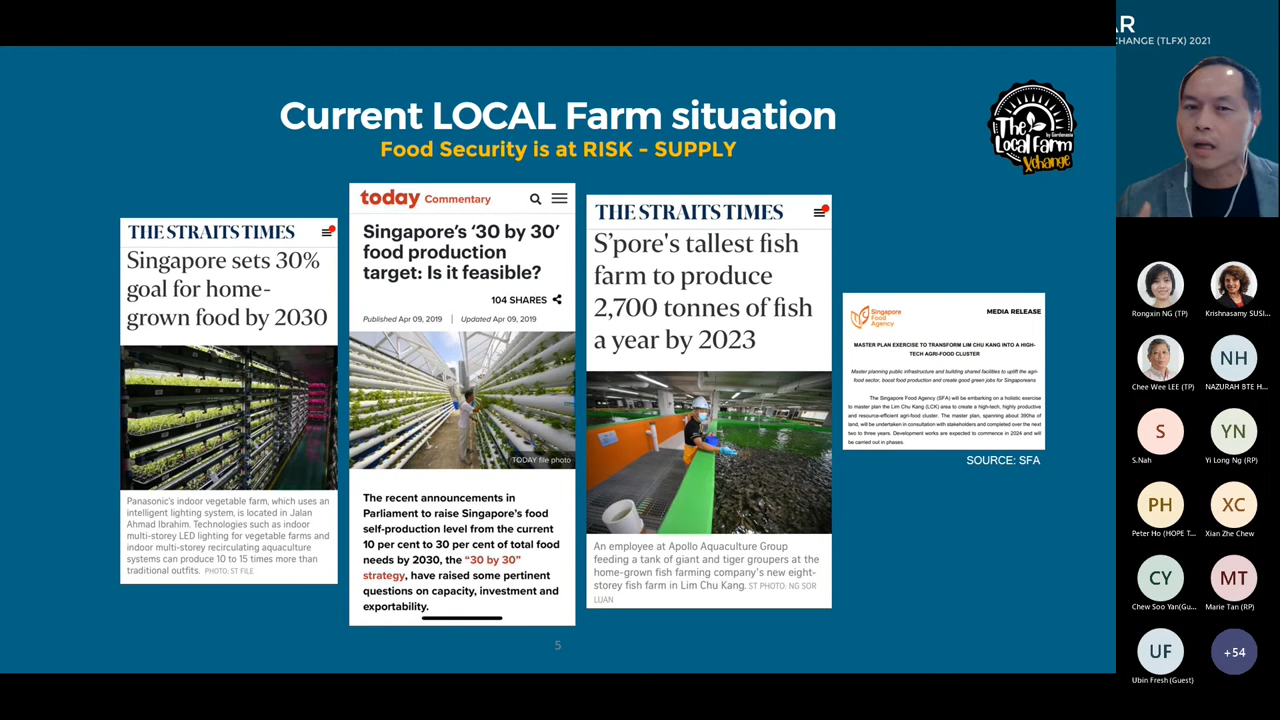 Current LOCAL Farm situation
Food Security is at RISK - SUPPLY
The
by Gardenasia
Local Farm
Xchange
AR
CHANGE (TLFX) 2021
THE STRAITS TIMES
Singapore sets 30%
goal for home-
grown food by 2030
Panasonic's indoor vegetable farm, which uses an
intelligent lighting system, is located in Jalan
Ahmad Ibrahim. Technologies such as indoor
multi-storey LED lighting for vegetable farms and
indoor multi-storey recirculating aquaculture
systems can produce 10 to 15 times more than
traditional outfits. PHOTO: ST FILE
today Commentary
Singapore's '30 by 30'
food production
target: Is it feasible?
104 SHARES
Published Apr 09, 2019 | Updated Apr 09, 2019
TODAY file photo
The recent announcements in
Parliament to raise Singapore's food
self-production level from the current
10 per cent to 30 per cent of total food
needs by 2030, the "30 by 30"
strategy, have raised some pertinent
questions on capacity, investment and
exportability.
THE STRAITS TIMES
S'pore's tallest fish
farm to produce
2,700 tonnes of fish
a year by 2023
An employee at Apollo Aquaculture Group
feeding a tank of giant and tiger groupers at the
home-grown fish farming company's new eight-
storey fish farm in Lim Chu Kang. ST PHOTO: NG SOR
LUAN
Singapore
Food
Agency
MEDIA RELEASE
MASTER PLAN EXERCISE TO TRANSFORM LIM CHU KANG INTO A HIGH-
TECH AGRI-FOOD CLUSTER
Master planning public infrastructure and building shared facilities to uplift the agri-
food sector, boost food production and create good green jobs for Singaporeans
The Singapore Food Agency (SFA) will be embarking on a holistic exercise
to master plan the Lim Chu Kang (LCK) area to create a high-tech, highly productive
and resource-efficient agri-food cluster. The master plan, spanning about 390ha of
land, will be undertaken in consultation with stakeholders and completed over the next
two to three years. Development works are expected to commence in 2024 and will
be carried out in phases.
SOURCE: SFA
5
Rongxin NG (TP)
Krishnasamy SUSI...
Chee Wee LEE (TP)
NH
NAZURAH BTE H...
S
S.Nah
YN
Yi Long Ng (RP)
PH
Peter Ho (HOPE T...
XC
Xian Zhe Chew
CY
Chew Soo Yan(Gu...
MT
Marie Tan (RP)
UF
Ubin Fresh (Guest)
+54